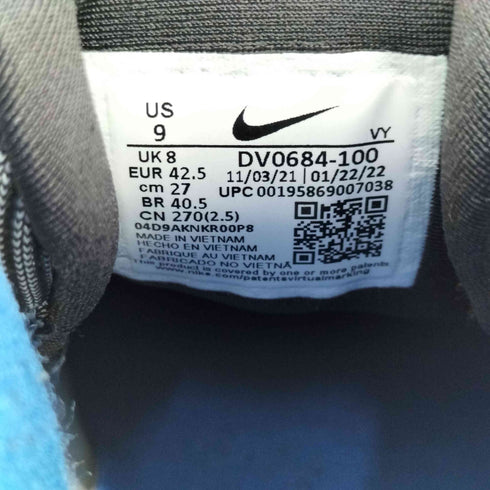 US
9
VY
UK 8
DV0684-100
EUR 42.5
11/03/21 | 01/22/22
cm 27
UPC 00195869007038
BR 40.5
CN 270(2.5)
04D9AKNKR00P8
MADE IN VIETNAM
HECHO EN VIETNAM
FABRIQUE AU VIETNAM
FABRICADO NO VIETNAM
This product is covered by one or more patents
www.nike.com/patentsvirtualmarking